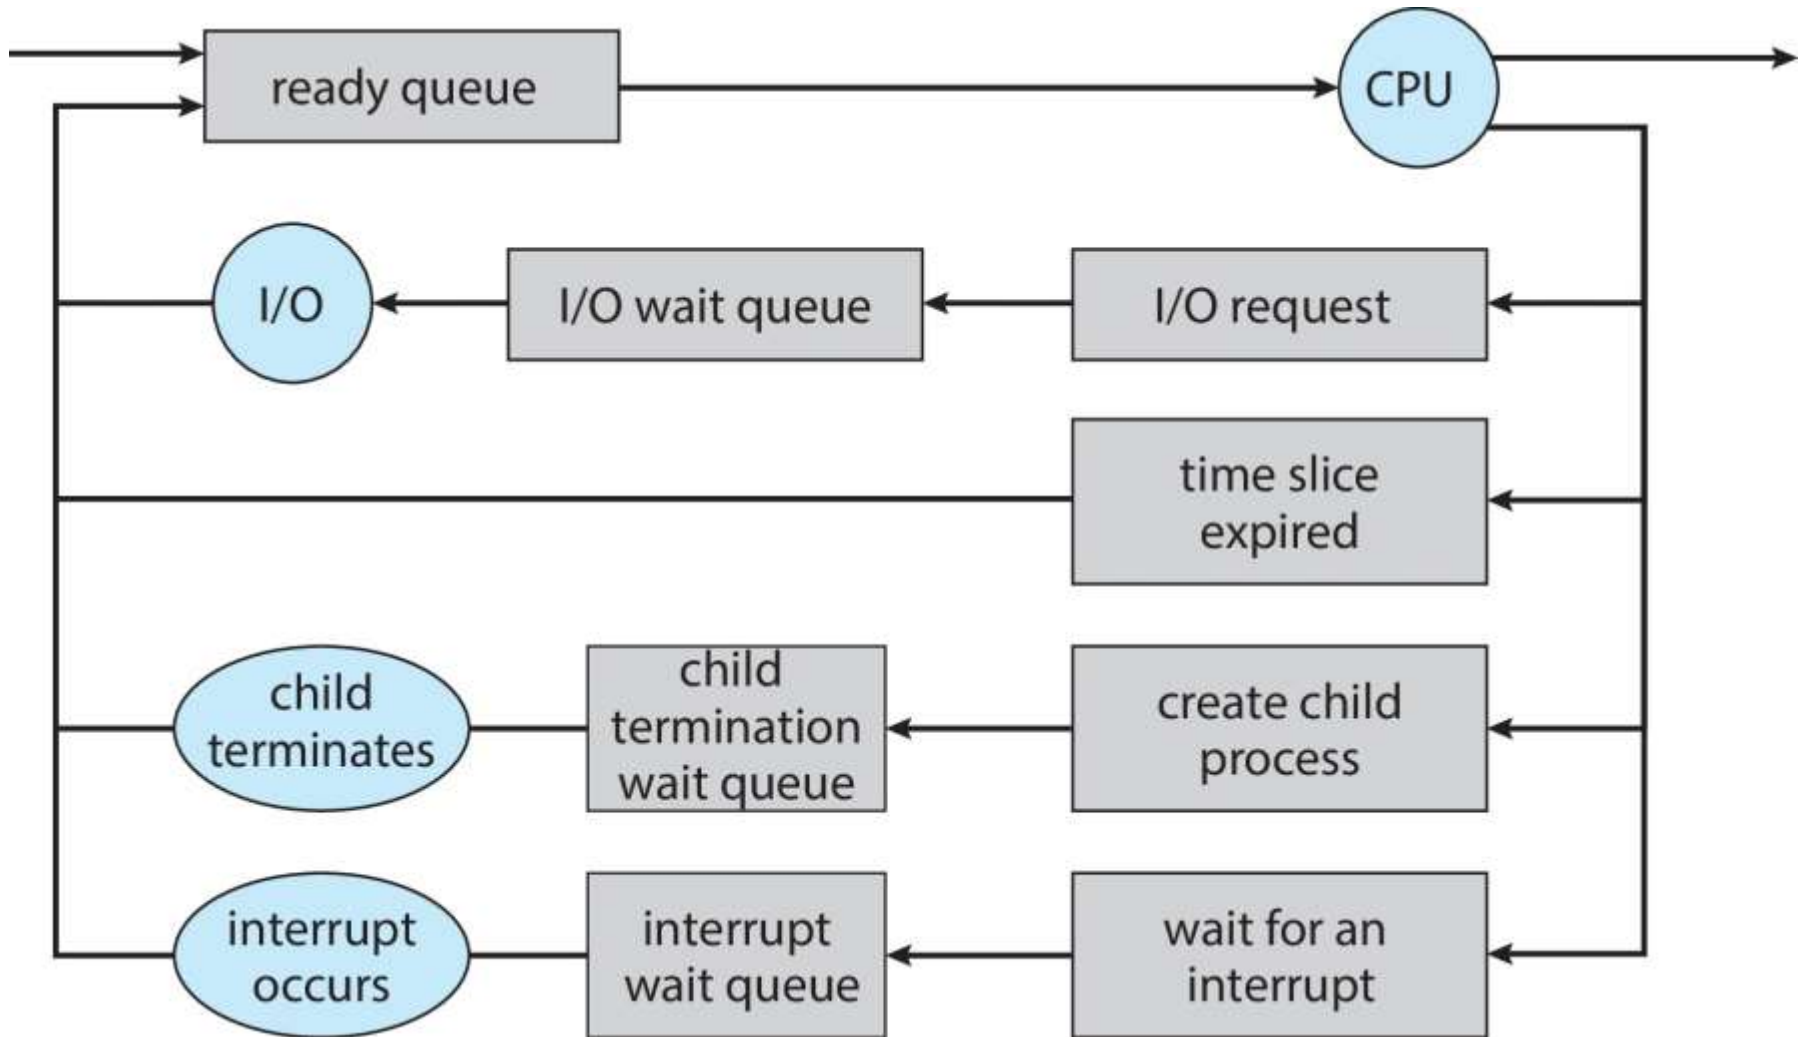 ready queue
CPU
I/O
I/O wait queue
I/O request
time slice
expired
child
terminates
child
termination
wait queue
create child
process
interrupt
occurs
interrupt
wait queue
wait for an
interrupt